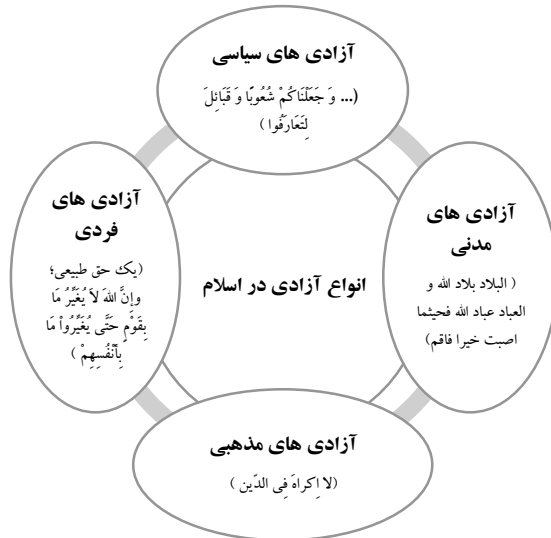 آزادی های سیاسی
(... وَ جَعَلْنَاکُمْ شُعُوبًا وَ قَبَائِلَ
لِتَعَارَفُوا )
آزادی های
مدنی
( البلاد بلاد الله و
العباد عباد الله فحیثما
اصبت خیرا فاقم)
انواع آزادی در اسلام
آزادی های
فردی
(یک حق طبیعی؛
وإِنَّ اللهَ لاَ یُغَیِّرُ مَا
بِقَوْمٍ حَتَّى یُغَیِّرُواْ مَا
بِأَنْفُسِهِمْ )
آزادی های مذهبی
(لا اِکراهَ فِی الدّین )